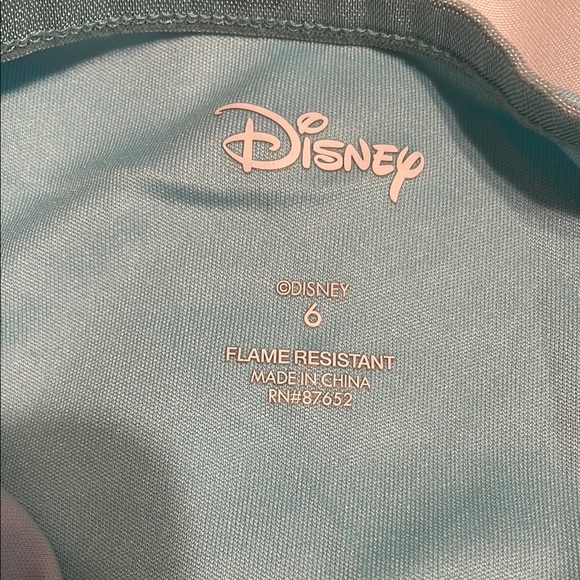 Disney
©DISNEY
6
FLAME RESISTANT
MADE IN CHINA
RN#87652